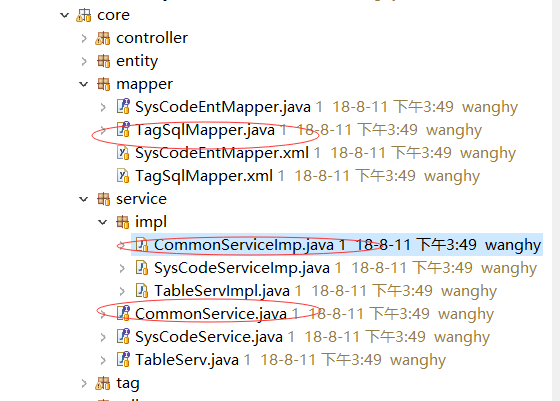 core
controller
entity
mapper
SysCodeEntMapper.java 1 18-8-11 下午3:49 wanghy
TagSqlMapper.java 1 18-8-11 下午3:49 wanghy
SysCodeEntMapper.xml 1 18-8-11 下午3:49 wanghy
TagSqlMapper.xml 1 18-8-11 下午3:49 wanghy
service
impl
CommonServiceImp.java 1 18-8-11 下午3:49 wanghy
SysCodeServiceImp.java 1 18-8-11 下午3:49 wanghy
TableServImpl.java 1 18-8-11 下午3:49 wanghy
CommonService.java 1 18-8-11 下午3:49 wanghy
SysCodeService.java 1 18-8-11 下午3:49 wanghy
TableServ.java 1 18-8-11 下午3:49 wanghy
tag